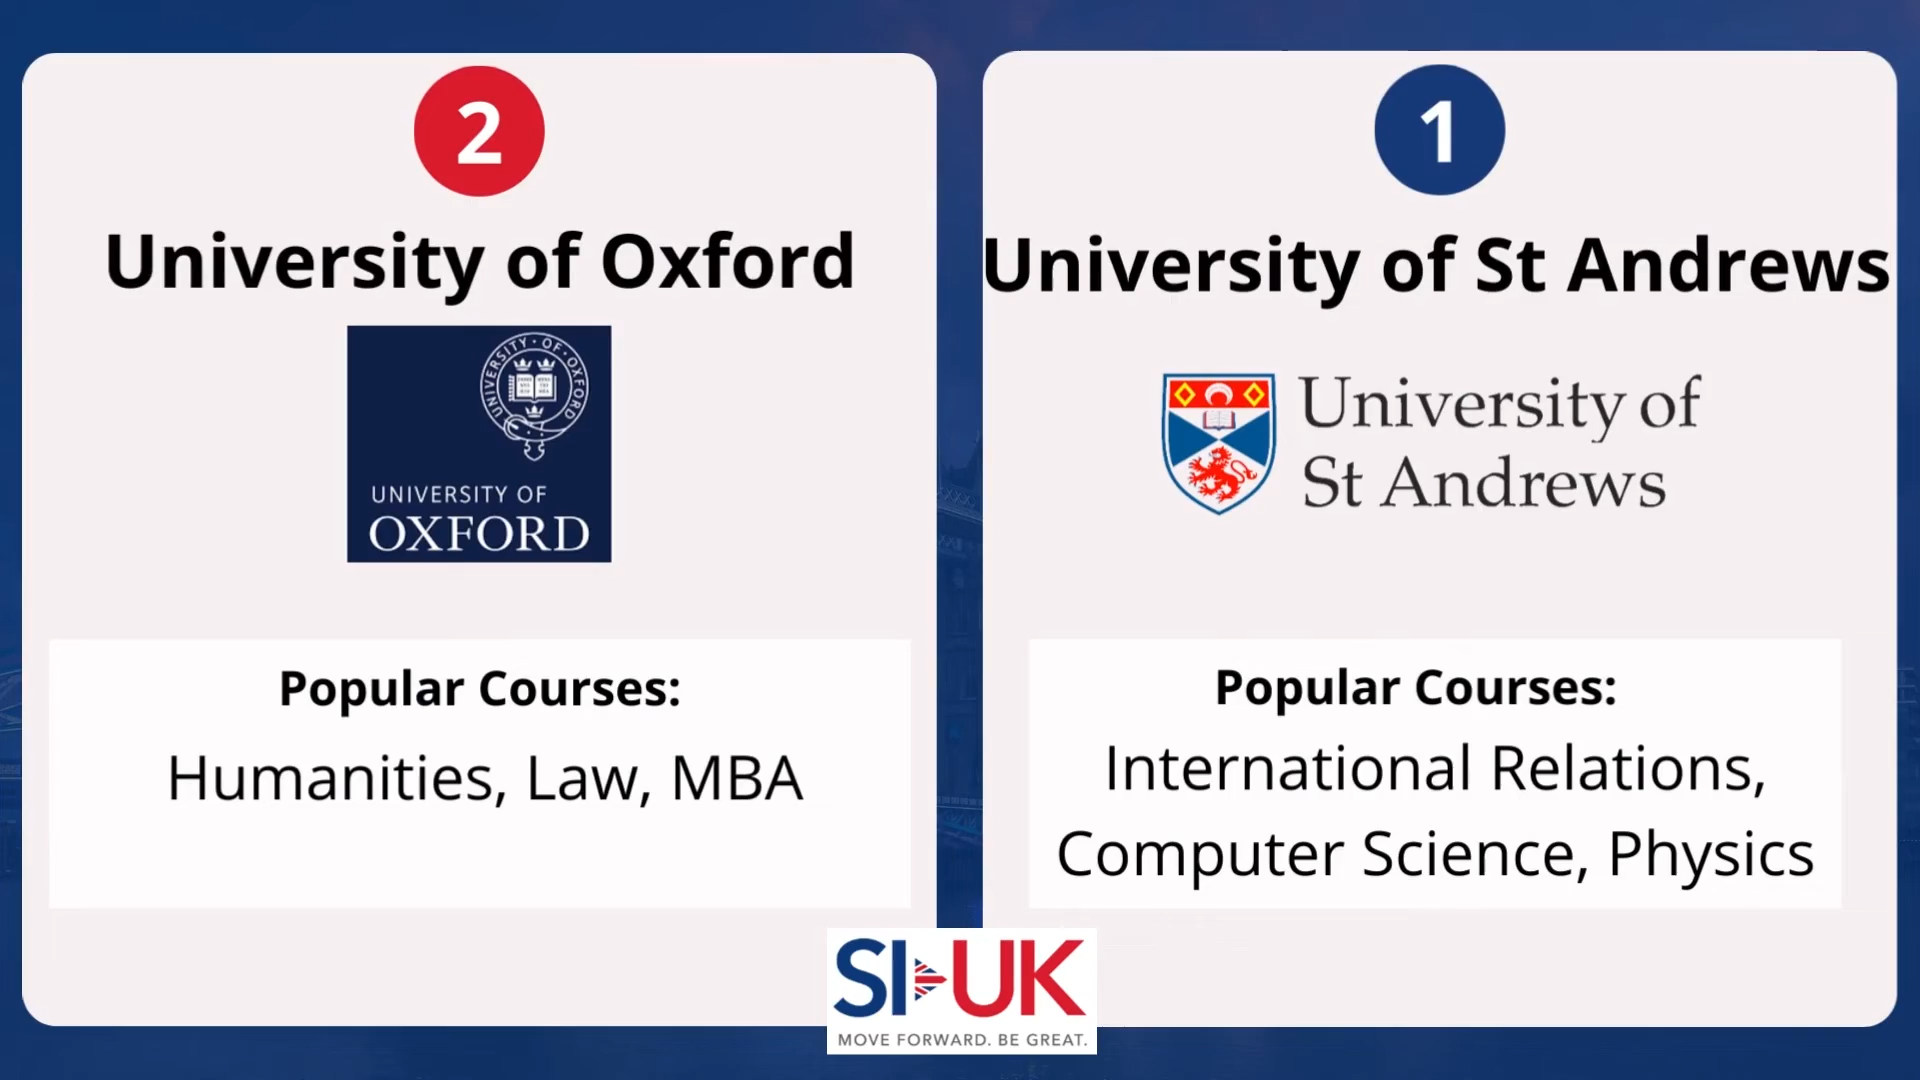 2
University of Oxford
UNIVERSITY · OF · OXFORD
UNIVERSITY OF
OXFORD
Popular Courses:
Humanities, Law, MBA
1
University of St Andrews
University of
St Andrews
Popular Courses:
International Relations,
Computer Science, Physics
SI-UK
MOVE FORWARD. BE GREAT.